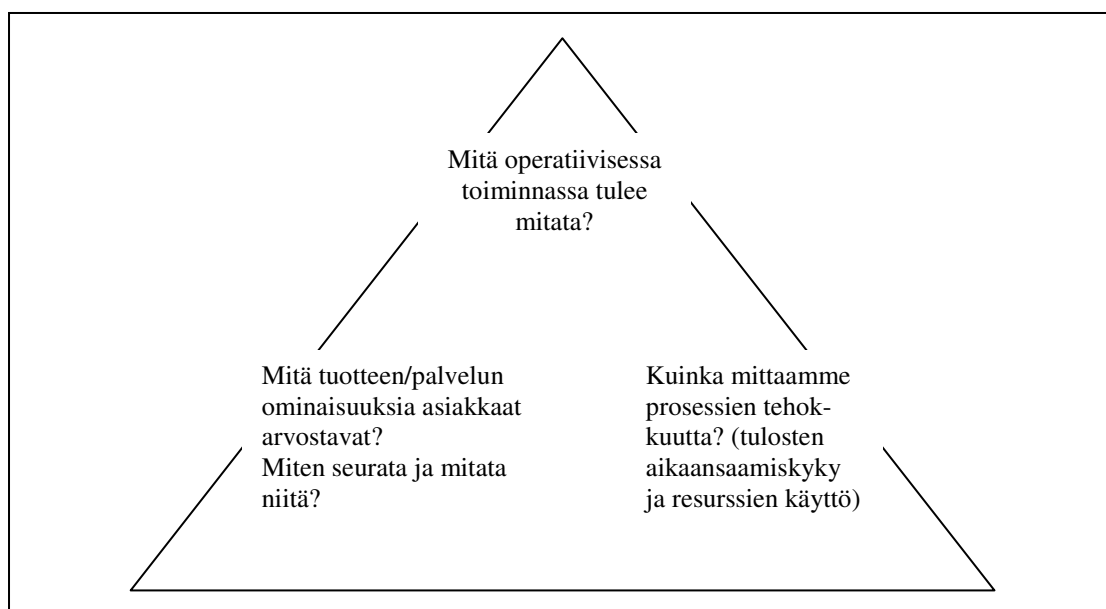 Mitä operatiivisessa
toiminnassa tulee
mitata?
Mitä tuotteen/palvelun
ominaisuuksia asiakkaat
arvostavat?
Miten seurata ja mitata
niitä?
Kuinka mittaamme
prosessien tehok-
kuutta? (tulosten
aikaansaamiskyky
ja resurssien käyttö)